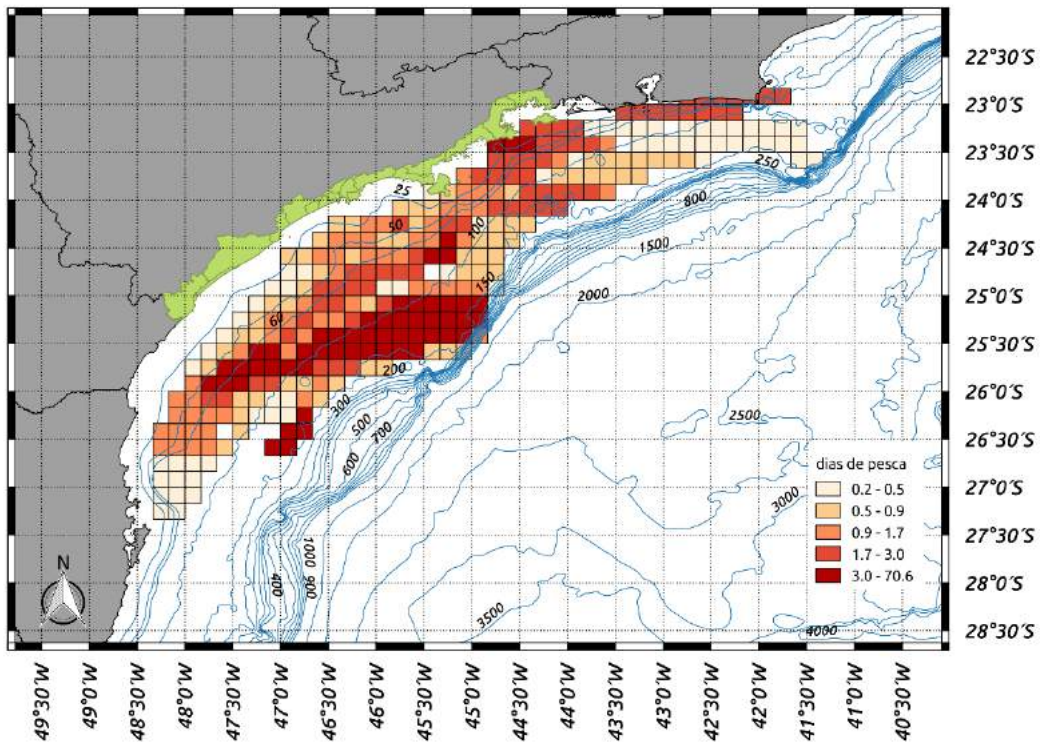 22°30'S
23°0'S
23°30'S
24°0'S
24°30'S
25°0'S
25°30'S
26°0'S
26°30'S
27°0'S
27°30'S
28°0'S
28°30'S
25
50
100
250
800
1500
2000
150
60
200
300
500
700
600
2500
3000
1000
900
400
3500
4000
dias de pesca
0.2 - 0.5
0.5 - 0.9
0.9 - 1.7
1.7 - 3.0
3.0 - 70.6
N
49°30'W
49°0'W
48°30'W
48°0'W
47°30'W
47°0'W
46°30'W
46°0'W
45°30'W
45°0'W
44°30'W
44°0'W
43°30'W
43°0'W
42°30'W
42°0'W
41°30'W
41°0'W
40°30'W